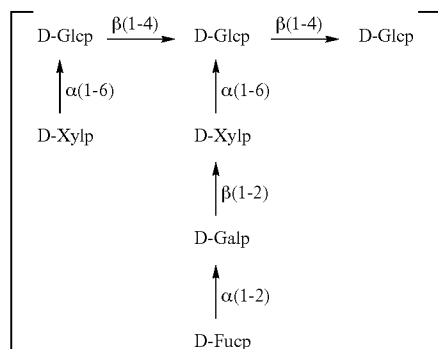 β(1-4) β(1-4)
D-Glcp D-Glcp D-Glcp
α(1-6) α(1-6)
D-Xylp D-Xylp
β(1-2)
D-Galp
α(1-2)
D-Fucp